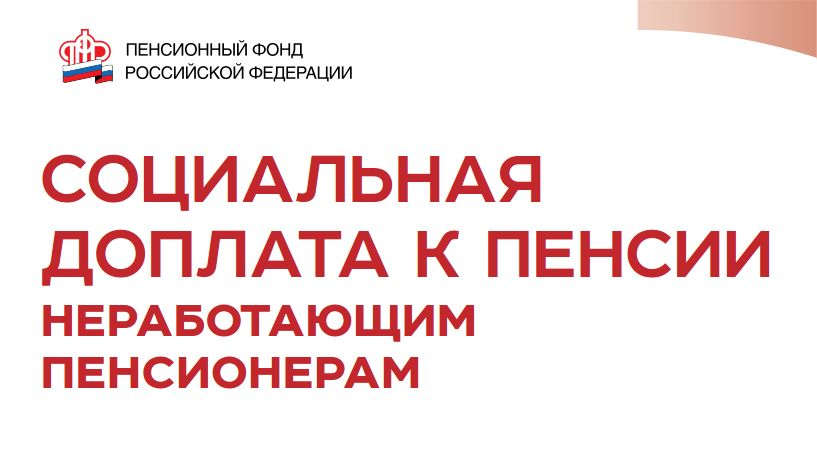 ПЕНСИОННЫЙ ФОНД
РОССИЙСКОЙ ФЕДЕРАЦИИ
СОЦИАЛЬНАЯ
ДОПЛАТА К ПЕНСИИ
НЕРАБОТАЮЩИМ
ПЕНСИОНЕРАМ